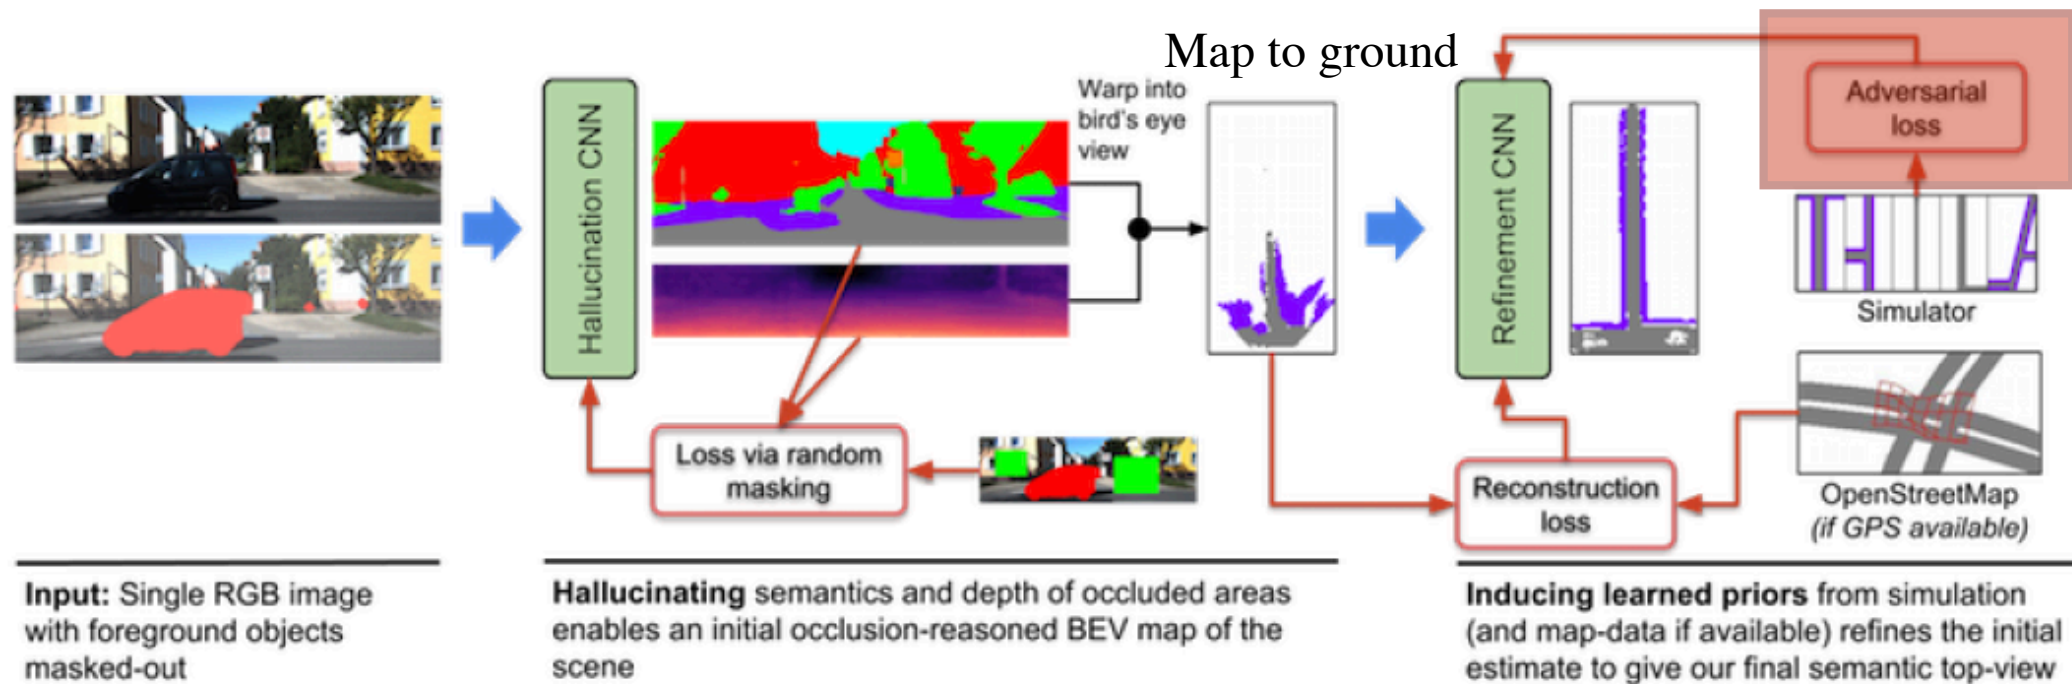 Map to ground
Warp into
bird's eye
view
Hallucination CNN
Refinement CNN
Adversarial
loss
Simulator
Loss via random
masking
Reconstruction
loss
OpenStreetMap
(if GPS available)
Input: Single RGB image
with foreground objects
masked-out
Hallucinating semantics and depth of occluded areas
enables an initial occlusion-reasoned BEV map of the
scene
Inducing learned priors from simulation
(and map-data if available) refines the initial
estimate to give our final semantic top-view